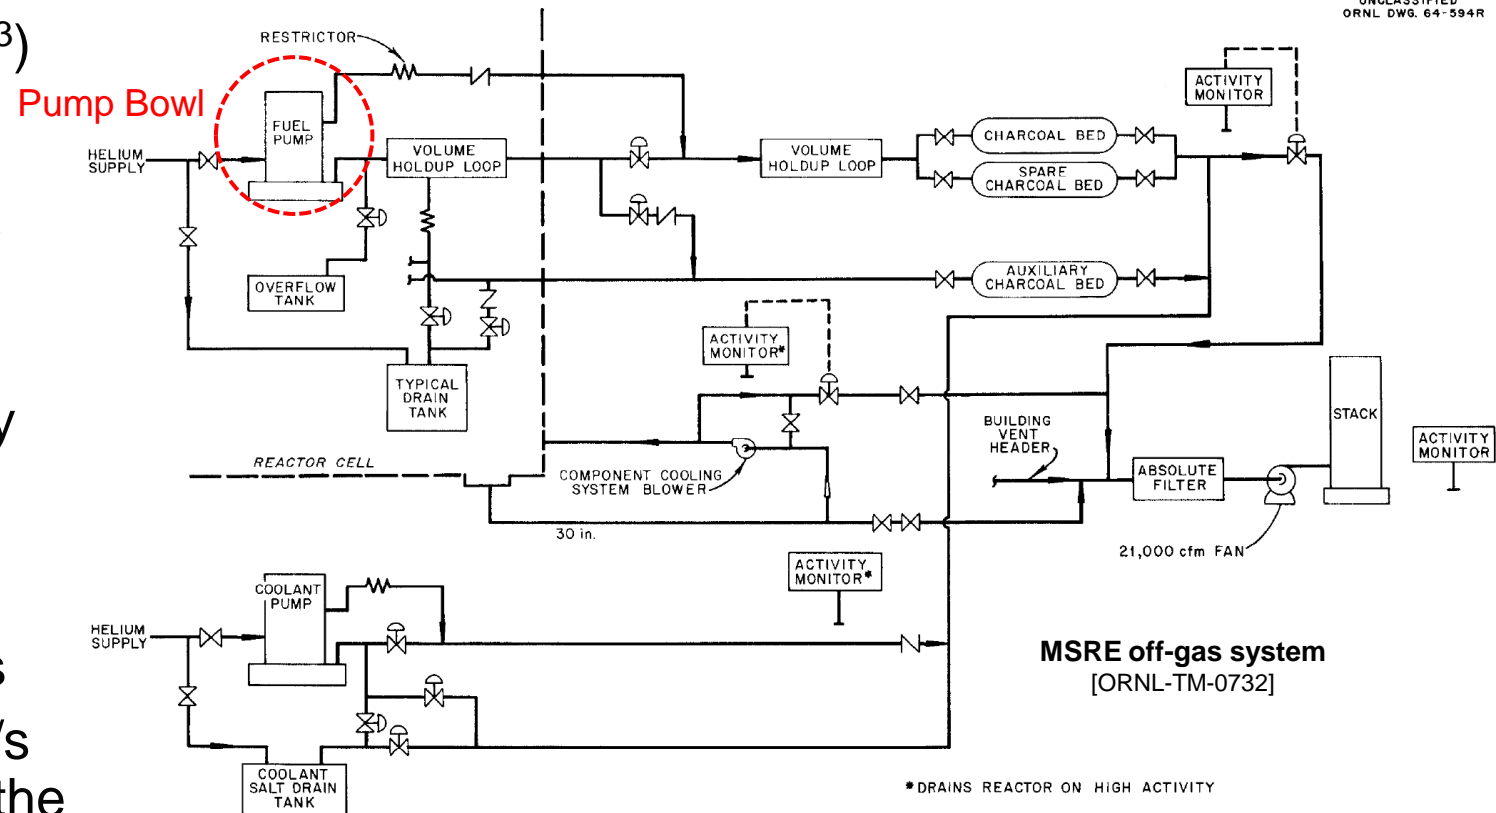 UNCLASSIFIED
ORNL DWG. 64-594R
3)
RESTRICTOR
Pump Bowl
ACTIVITY
MONITOR
FUEL
PUMP
HELIUM
SUPPLY
VOLUME
HOLDUP LOOP
VOLUME
HOLDUP LOOP
CHARCOAL BED
SPARE
CHARCOAL BED
OVERFLOW
TANK
AUXILIARY
CHARCOAL BED
ACTIVITY
MONITOR*
TYPICAL
DRAIN
TANK
y
REACTOR CELL
COMPONENT COOLING
SYSTEM BLOWER
BUILDING
VENT
HEADER
ABSOLUTE
FILTER
STACK
ACTIVITY
MONITOR
30 in.
21,000 cfm FAN
COOLANT
PUMP
ACTIVITY
MONITOR*
HELIUM
SUPPLY
MSRE off-gas system
[ORNL-TM-0732]
s
/s
the
COOLANT
SALT DRAIN
TANK
*DRAINS REACTOR ON HIGH ACTIVITY